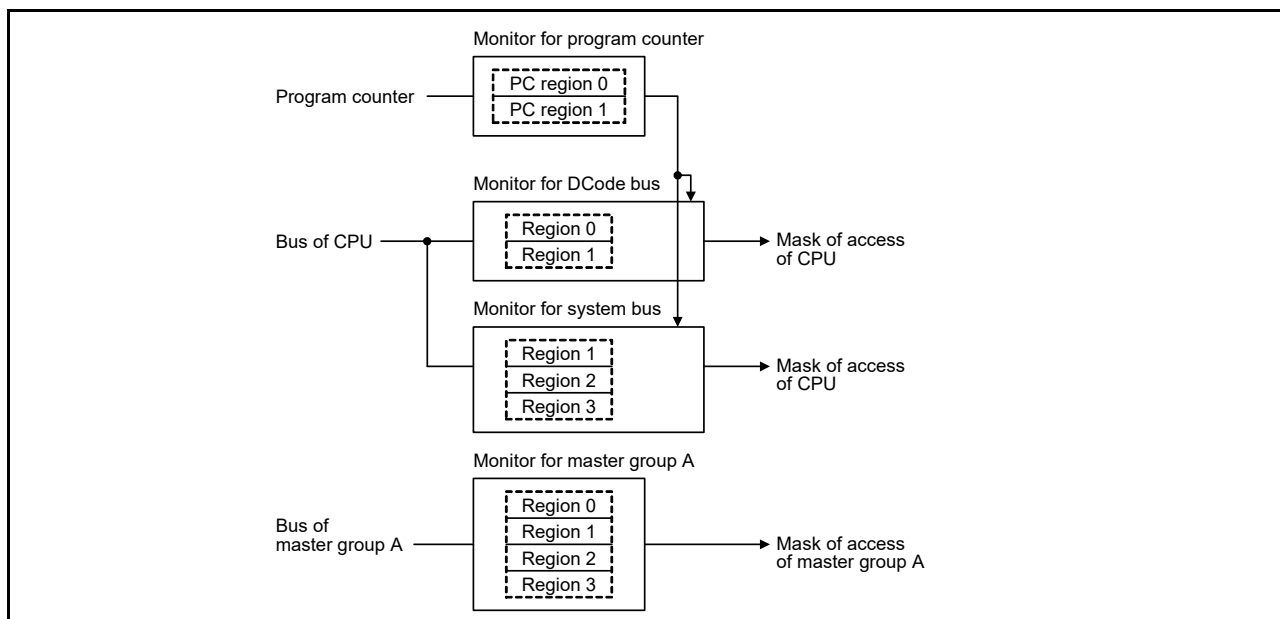 Monitor for program counter
Program counter
PC region 0
PC region 1
Monitor for DCode bus
Bus of CPU
Region 0
Region 1
Mask of access
of CPU
Monitor for system bus
Region 1
Region 2
Region 3
Mask of access
of CPU
Monitor for master group A
Bus of
master group A
Region 0
Region 1
Region 2
Region 3
Mask of access
of master group A